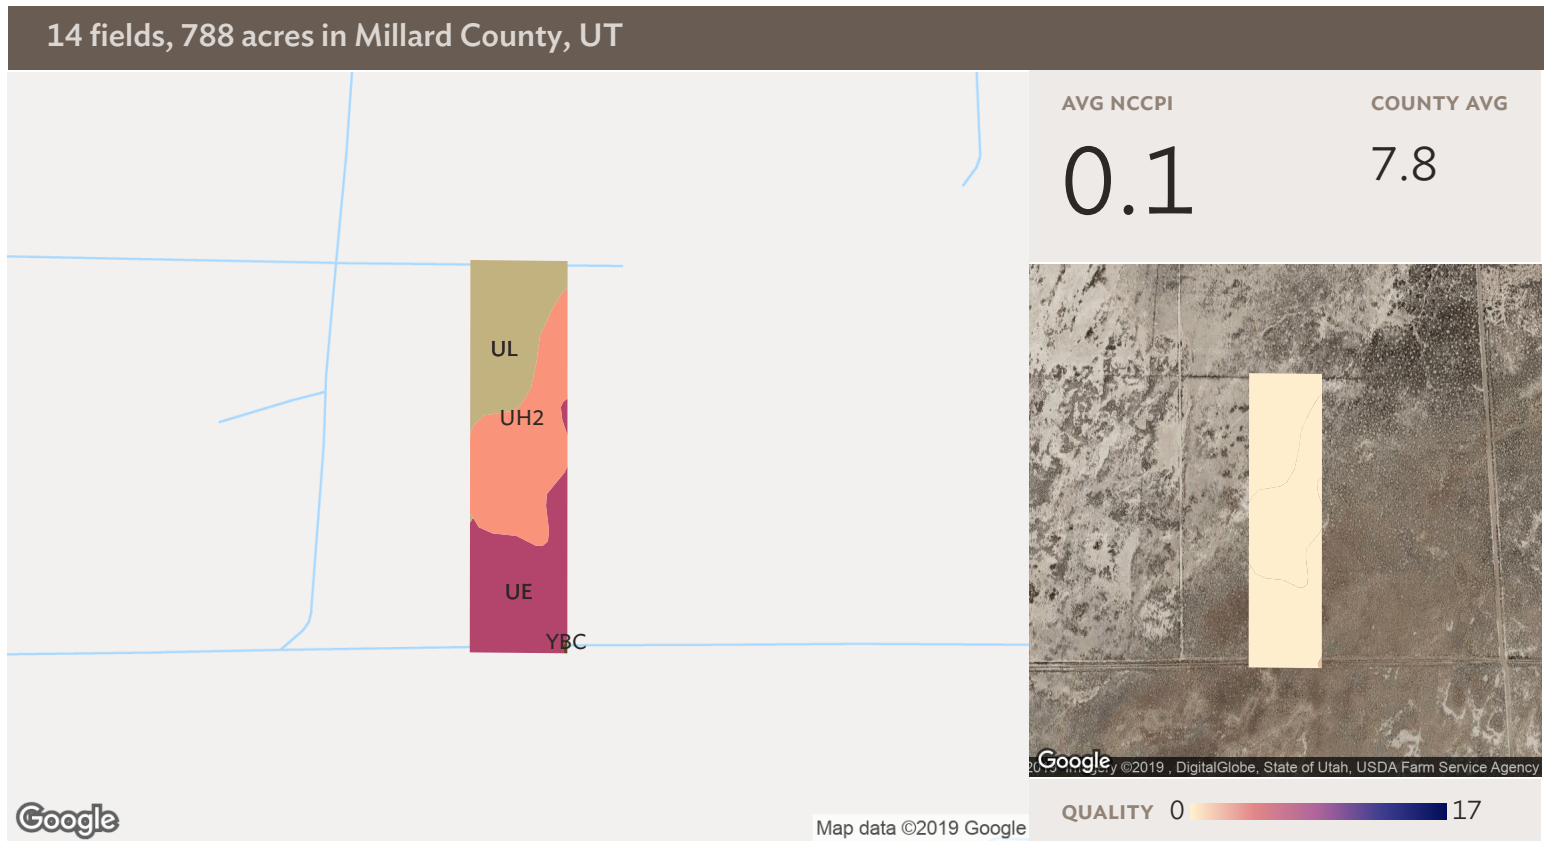 14 fields, 788 acres in Millard County, UT
AVG NCCPI
COUNTY AVG
0.1
7.8
UL
UH2
UE
YBC
Google
Map data ©2019 Google
Google
Imagery ©2019 , DigitalGlobe, State of Utah, USDA Farm Service Agency
QUALITY 0 17